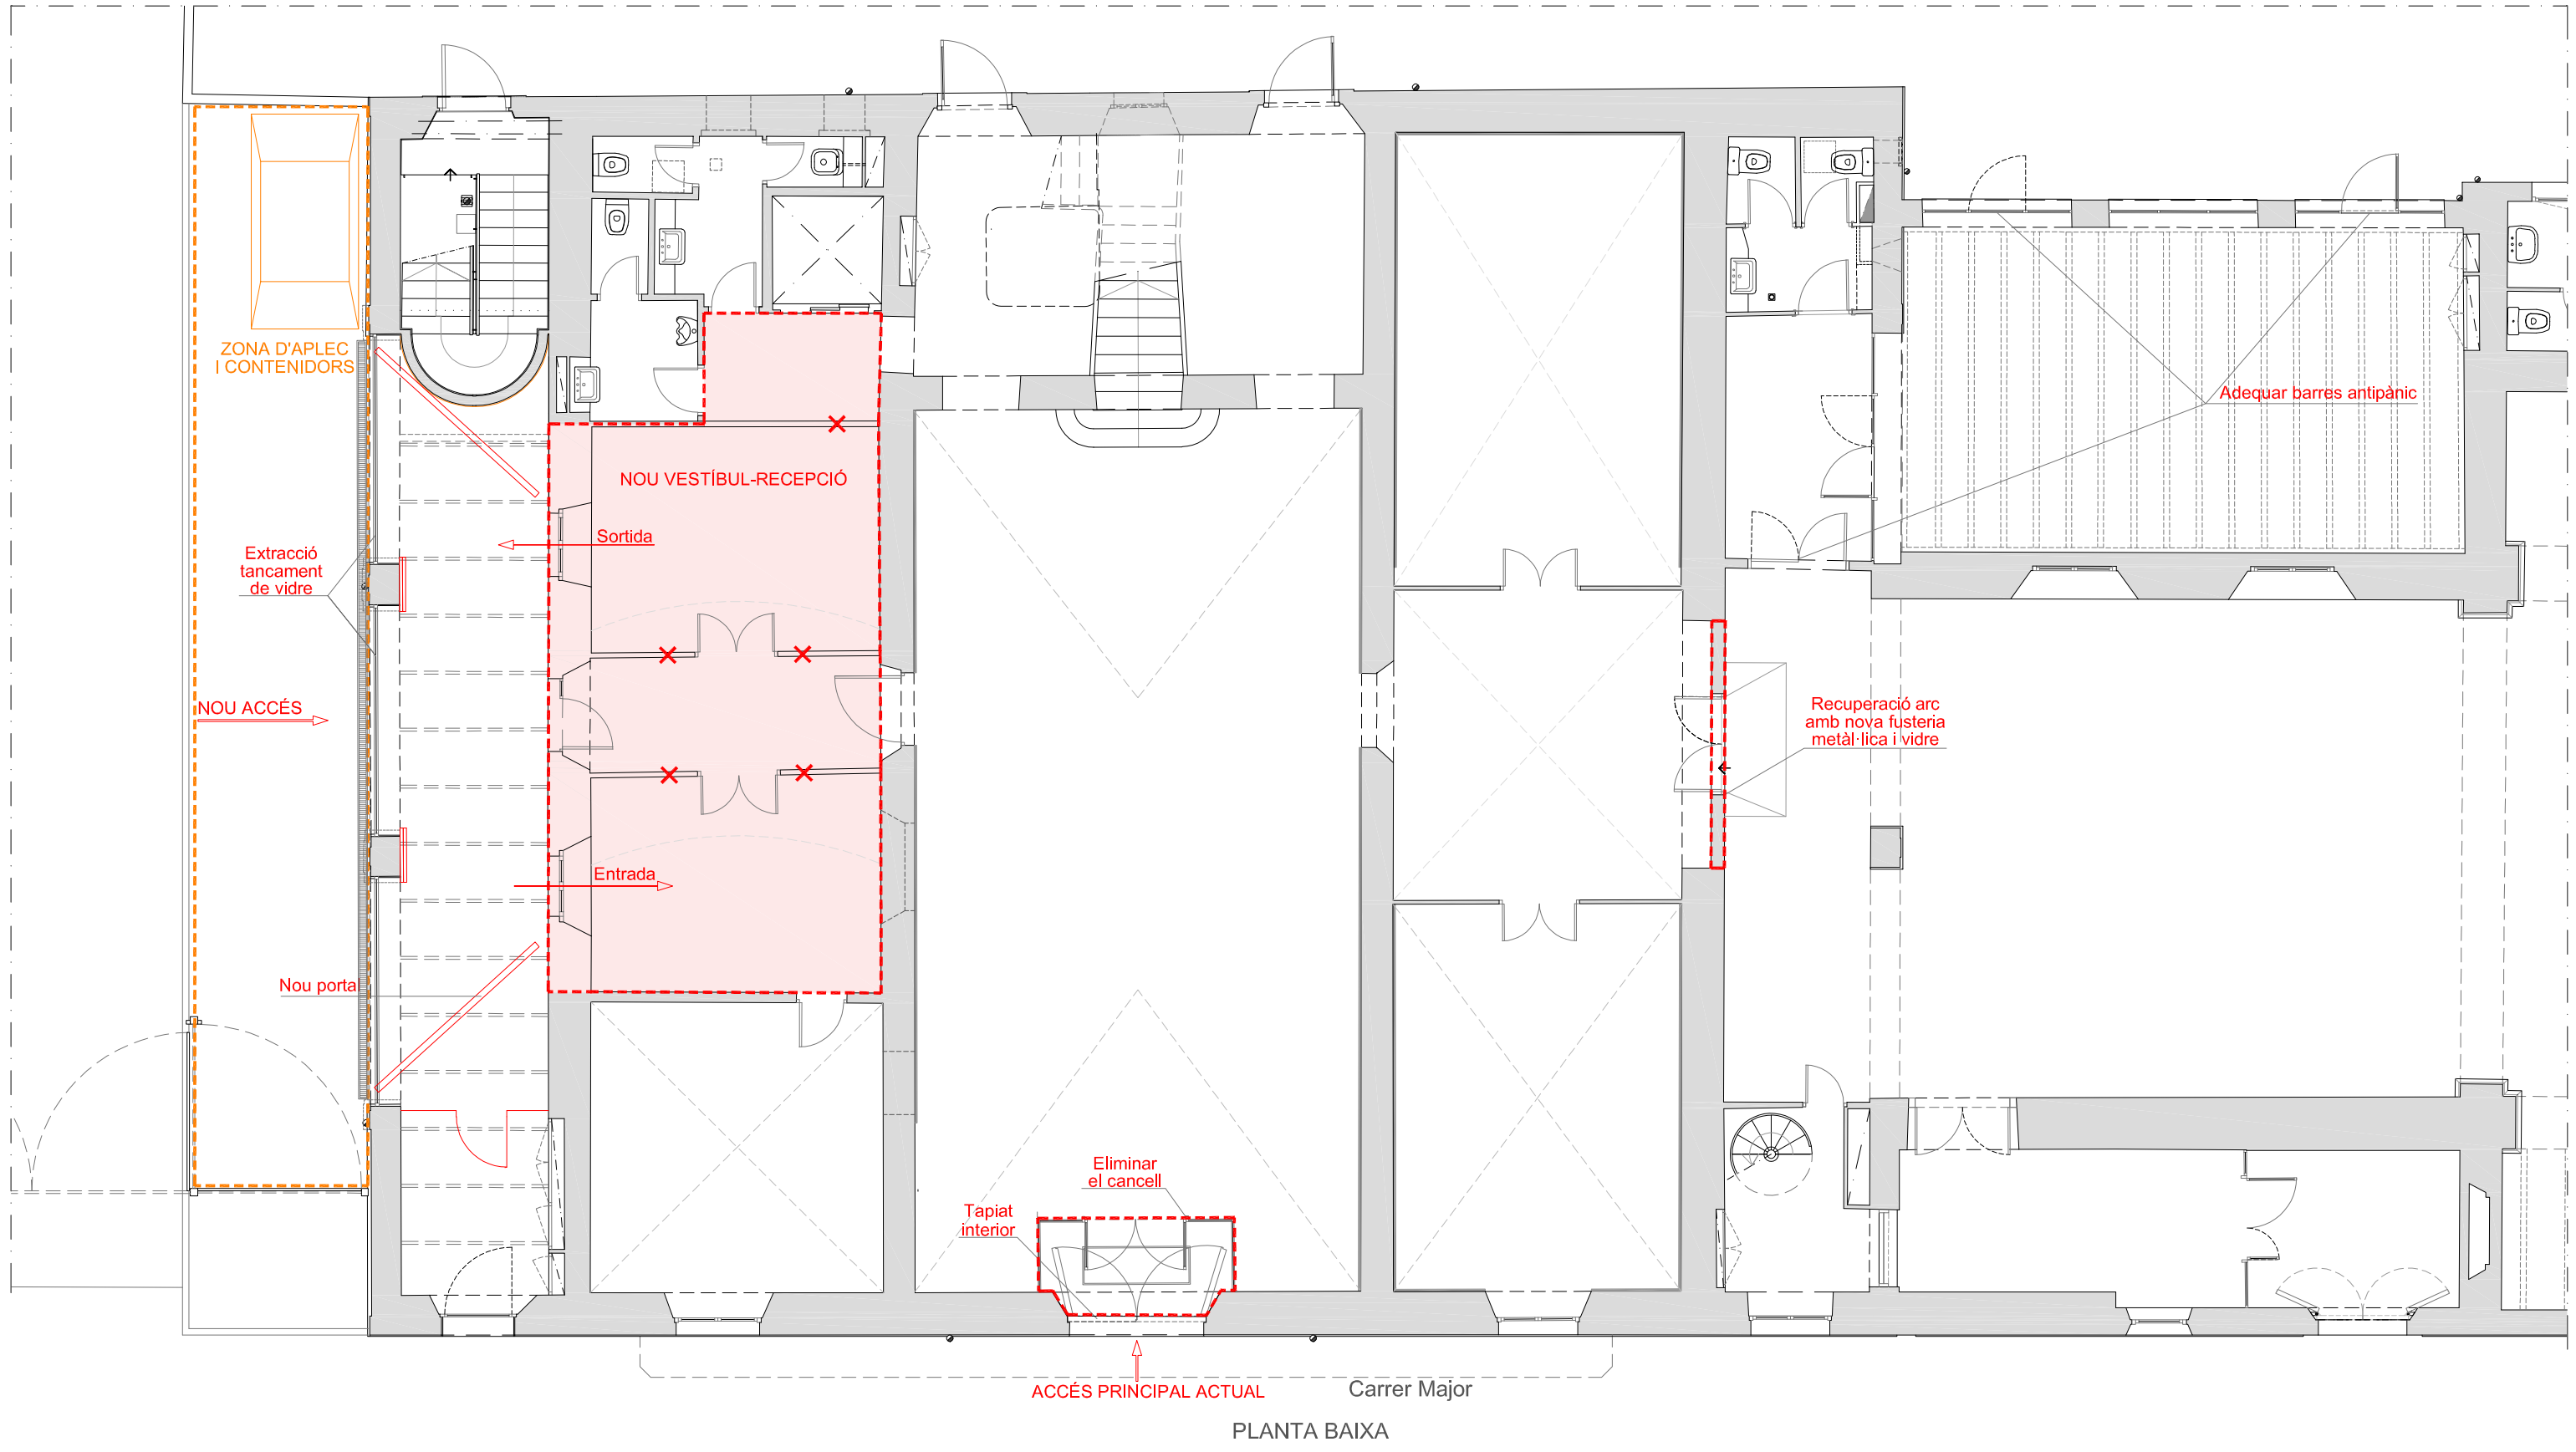 ZONA D'APLEC
I CONTENIDORS
Adequar barres antipànic
NOU VESTÍBUL-RECEPCIÓ
Sortida
Extracció
tancament
de vidre
NOU ACCÉS
Recuperació arc
amb nova fusteria
metàl·lica i vidre
Entrada
Nou porta
Eliminar
el cancell
Tapiat
interior
ACCÉS PRINCIPAL ACTUAL
Carrer Major
PLANTA BAIXA